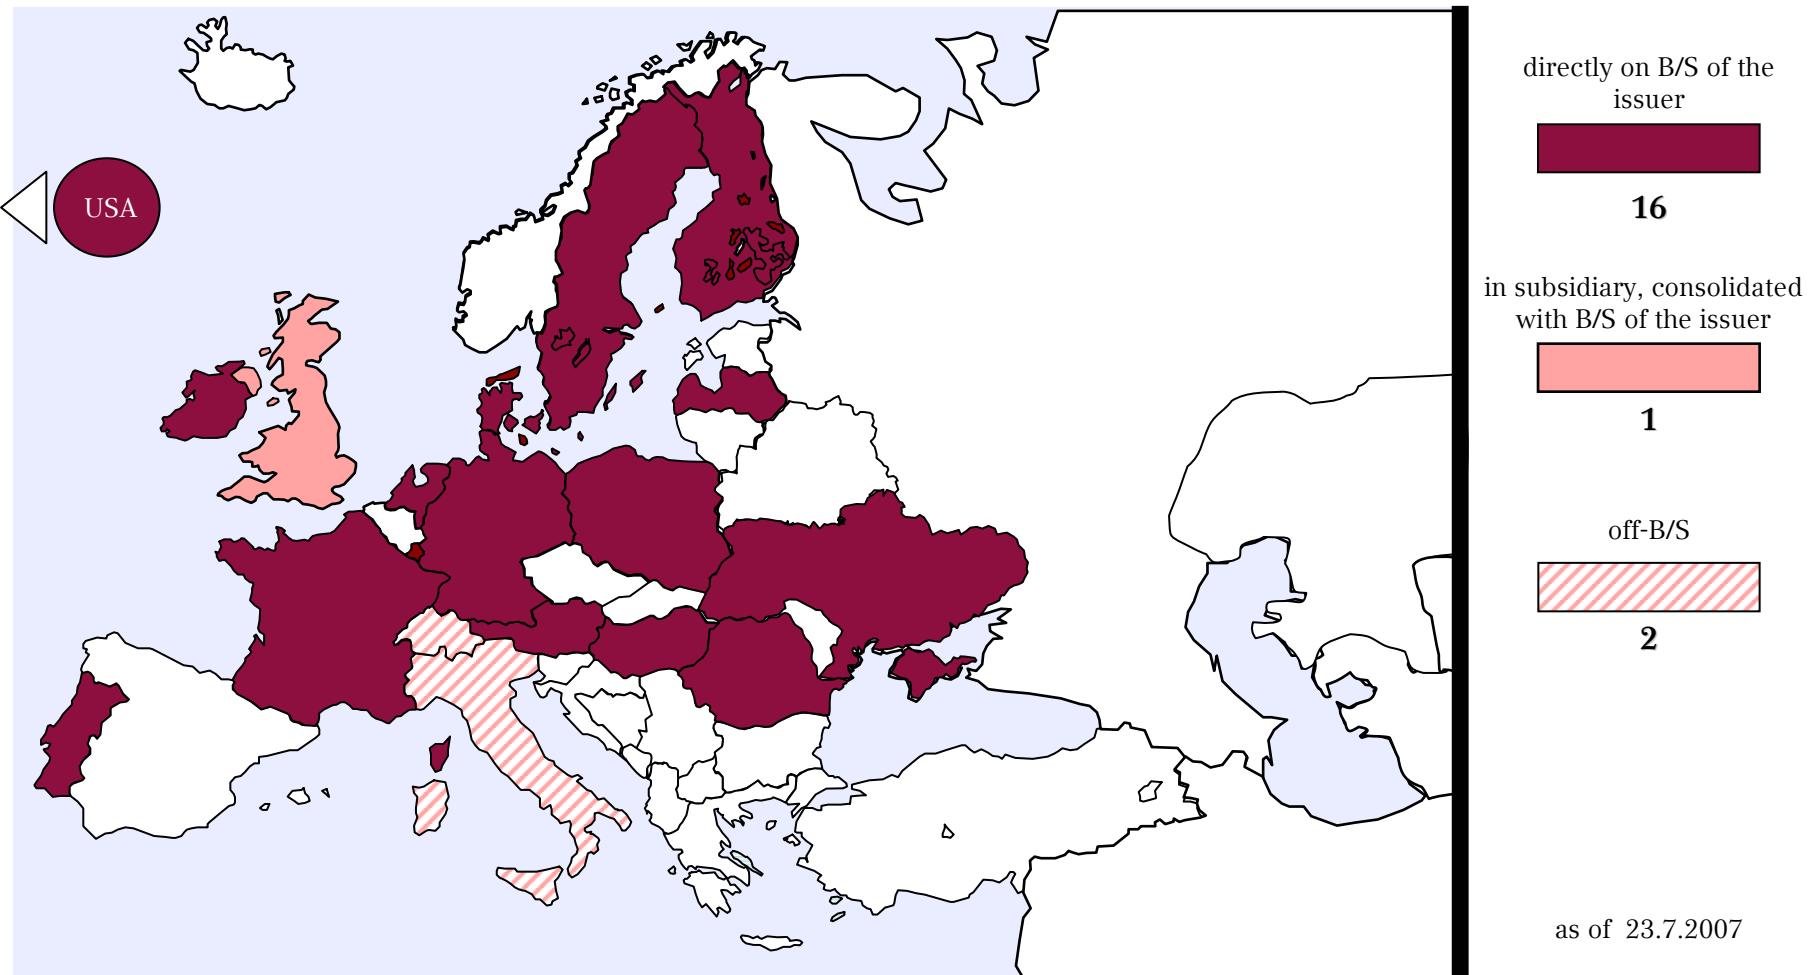 USA
directly on B/S of the
issuer
16
in subsidiary, consolidated
with B/S of the issuer
1
off-B/S
2
as of 23.7.2007